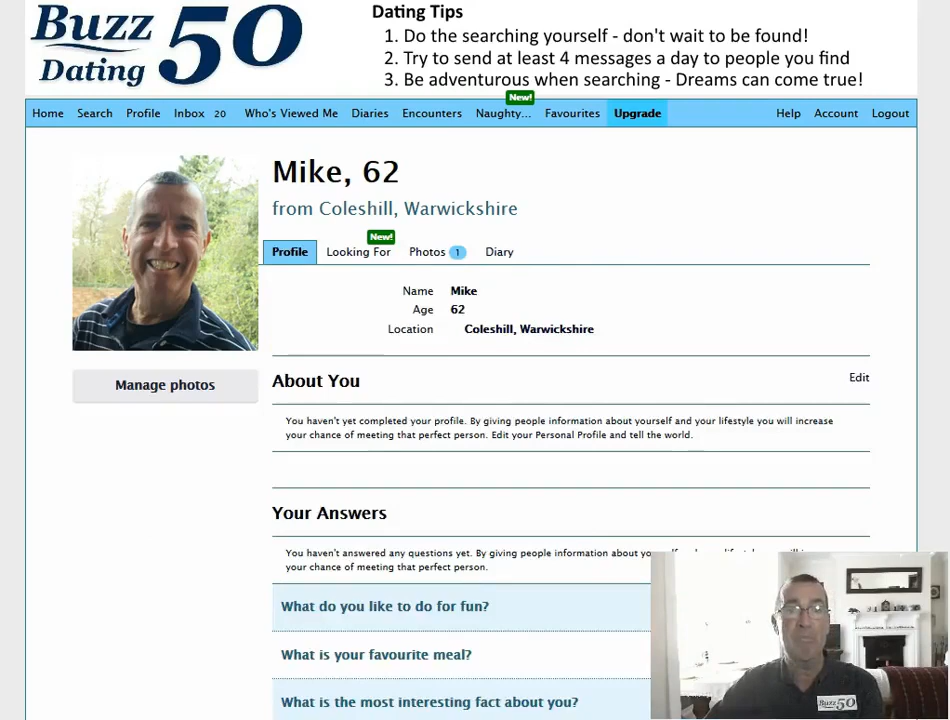 Buzz
Dating
50
Dating Tips
1. Do the searching yourself - don't wait to be found!
2. Try to send at least 4 messages a day to people you find
3. Be adventurous when searching - Dreams can come true!
New!
Home Search Profile Inbox 20 Who's Viewed Me Diaries Encounters Naughty... Favourites Upgrade Help Account Logout
Mike, 62
from Coleshill, Warwickshire
New!
Profile Looking For Photos 1 Diary
Name Mike
Age 62
Location Coleshill, Warwickshire
Manage photos
About You Edit
You haven't yet completed your profile. By giving people information about yourself and your lifestyle you will increase
your chance of meeting that perfect person. Edit your Personal Profile and tell the world.
Your Answers
You haven't answered any questions yet. By giving people information about
your chance of meeting that perfect person.
What do you like to do for fun?
What is your favourite meal?
What is the most interesting fact about you?
Buzz 50